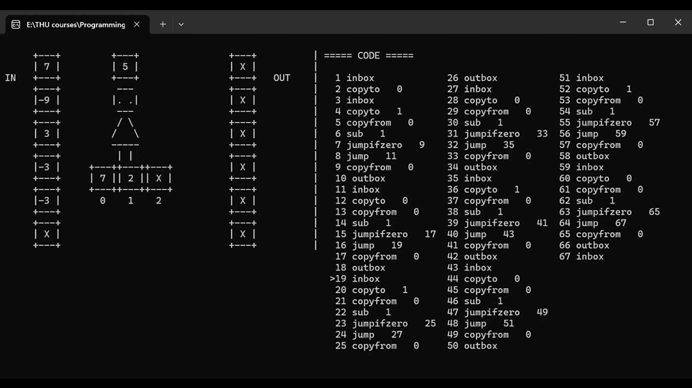 E:\THU courses\Programming
===== CODE =====
IN OUT
7 5 X
-9 . . X
3 X
-3 7 2 X X
-3 0 1 2 X
X X
1 inbox 26 outbox 51 inbox
2 copyto 0 27 inbox 52 copyto 1
3 inbox 28 copyto 0 53 copyfrom 0
4 copyto 1 29 copyfrom 0 54 sub 1
5 copyfrom 0 30 sub 1 55 jumpifzero 57
6 sub 1 31 jumpifzero 33 56 jump 59
7 jumpifzero 9 32 jump 35 57 copyfrom 0
8 jump 11 33 copyfrom 0 58 outbox
9 copyfrom 0 34 outbox 59 inbox
10 outbox 35 inbox 60 copyto 0
11 inbox 36 copyto 1 61 copyfrom 0
12 copyto 0 37 copyfrom 0 62 sub 1
13 copyfrom 0 38 sub 1 63 jumpifzero 65
14 sub 1 39 jumpifzero 41 64 jump 67
15 jumpifzero 17 40 jump 43 65 copyfrom 0
16 jump 19 41 copyfrom 0 66 outbox
17 copyfrom 0 42 outbox 67 inbox
18 outbox 43 inbox
>19 inbox 44 copyto 0
20 copyto 1 45 copyfrom 0
21 copyfrom 0 46 sub 1
22 sub 1 47 jumpifzero 49
23 jumpifzero 25 48 jump 51
24 jump 27 49 copyfrom 0
25 copyfrom 0 50 outbox